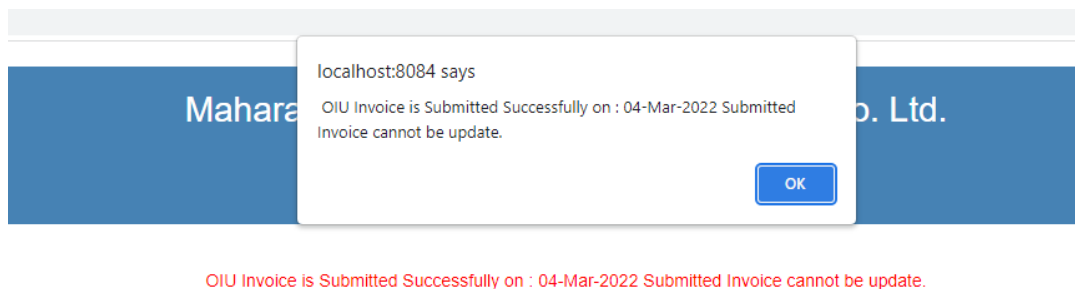 localhost:8084 says
OIU Invoice is Submitted Successfully on : 04-Mar-2022 Submitted
Invoice cannot be update.
Mahara
. Ltd.
OK
OIU Invoice is Submitted Successfully on : 04-Mar-2022 Submitted Invoice cannot be update.